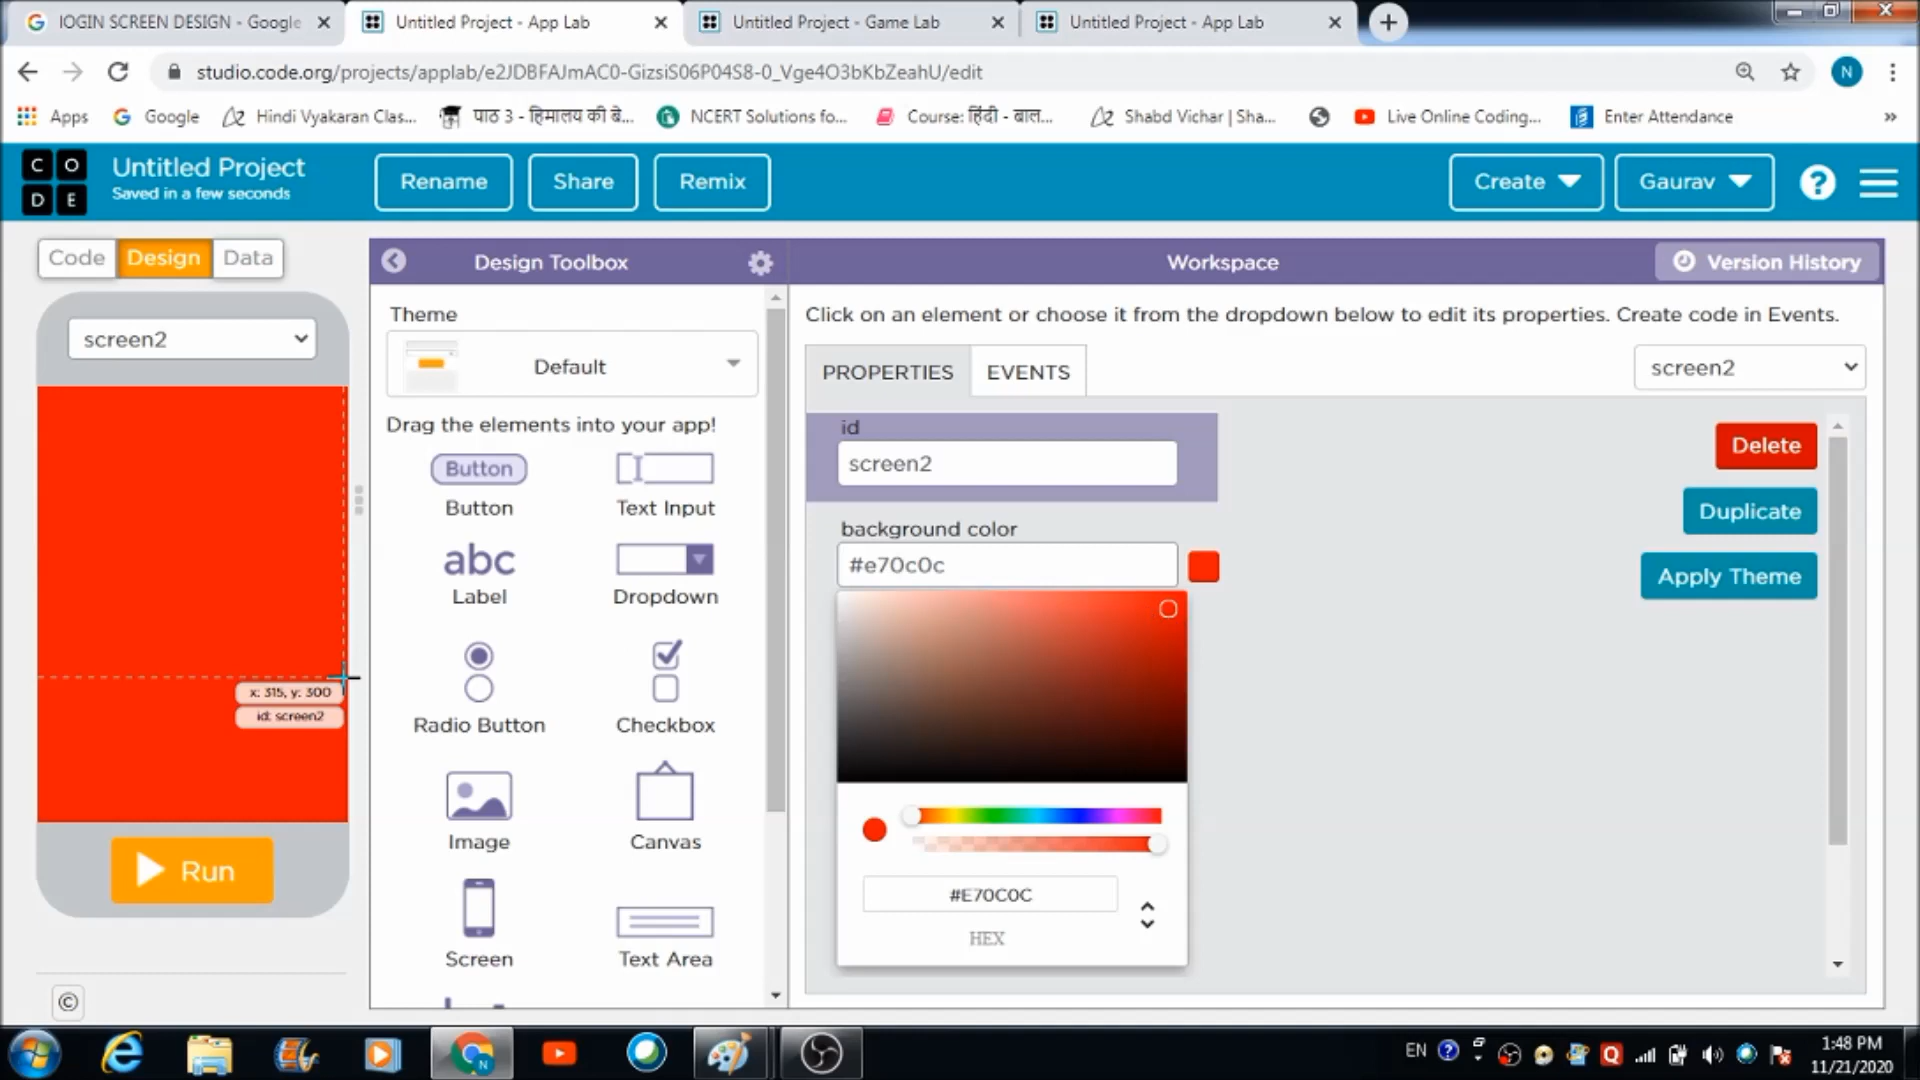 IOGIN SCREEN DESIGN - Google
Untitled Project - App Lab
Untitled Project - Game Lab
Untitled Project - App Lab
studio.code.org/projects/applab/e2JDBFAJmAC0-GizsiS06P04S8-0_Vge4O3bKbZeahU/edit
N
Apps
Google
Hindi Vyakaran Clas...
पाठ 3 - हिमालय की बे...
NCERT Solutions fo...
Course: हिंदी - बाल...
Shabd Vichar | Sha...
Live Online Coding...
Enter Attendance
»
C O
D E
Untitled Project
Saved in a few seconds
Rename
Share
Remix
Create
Gaurav
?
Code
Design
Data
Design Toolbox
Workspace
Version History
screen2
x: 315, y: 300
id: screen2
Run
©
Theme
Default
Drag the elements into your app!
Button
Button
Text Input
abc
Label
Dropdown
Radio Button
Checkbox
Image
Canvas
Screen
Text Area
Click on an element or choose it from the dropdown below to edit its properties. Create code in Events.
PROPERTIES
EVENTS
screen2
id
screen2
background color
#e70c0c
#E70C0C
HEX
Delete
Duplicate
Apply Theme
EN
1:48 PM
11/21/2020